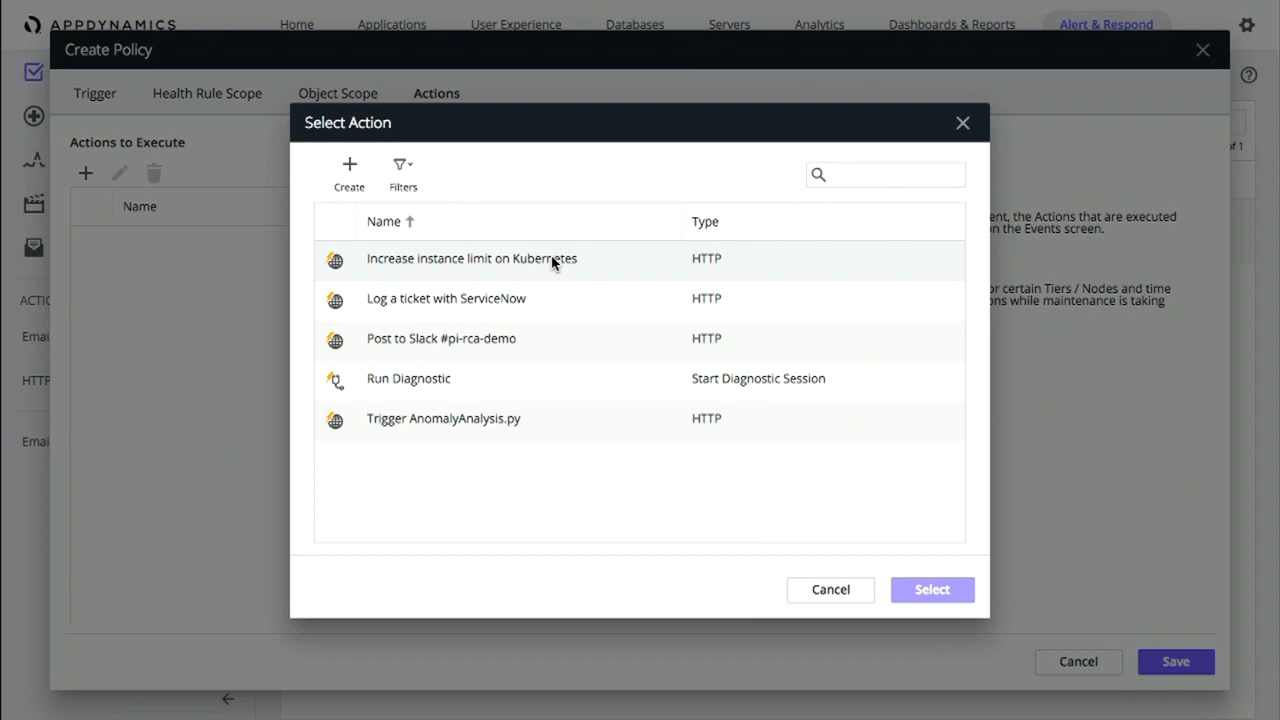 APPDYNAMICS
Home Applications User Experience Databases Servers Analytics Dashboards & Reports Alert & Respond
Create Policy
Trigger Health Rule Scope Object Scope Actions
Select Action
Actions to Execute
Create Filters
Name
Name Type
Increase instance limit on Kubernetes HTTP
Log a ticket with ServiceNow HTTP
Post to Slack #pi-rca-demo HTTP
Run Diagnostic Start Diagnostic Session
Trigger AnomalyAnalysis.py HTTP
of 1
ent, the Actions that are executed
on the Events screen.
or certain Tiers / Nodes and time
ons while maintenance is taking
ACTIO
Emai
HTTP
Emai
Cancel Select
Cancel Save